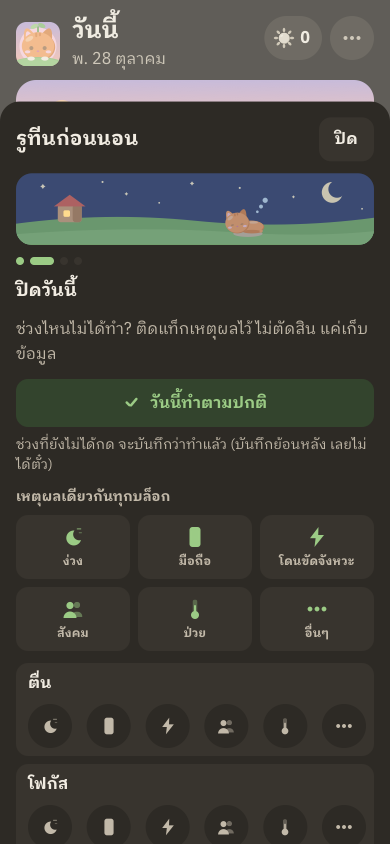 วันนี้
พ. 28 ตุลาคม
0
รูทีนก่อนนอน
ปิด
ปิดวันนี้
ช่วงไหนไม่ได้ทำ? ติดแท็กเหตุผลไว้ ไม่ตัดสิน แค่เก็บ
ข้อมูล
วันนี้ทำตามปกติ
ช่วงที่ยังไม่ได้กด จะบันทึกว่าทำแล้ว (บันทึกย้อนหลัง เลยไม่
ได้ตั๋ว)
เหตุผลเดียวกันทุกบล็อก
ง่วง
มือถือ
โดนขัดจังหวะ
สังคม
ป่วย
อื่นๆ
ตื่น
โฟกัส